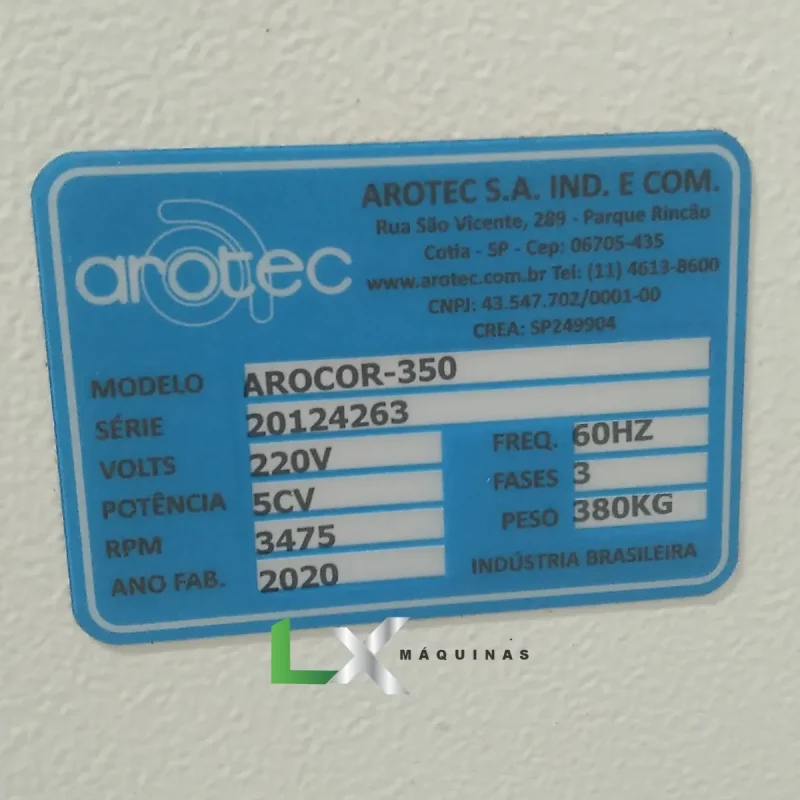 arotec
AROTEC S.A. IND. E COM.
Rua São Vicente, 289 - Parque Rincão
Cotia - SP - Cep: 06705-435
www.arotec.com.br Tel: (11) 4613-8600
CNPJ: 43.547.702/0001-00
CREA: SP249904
MODELO AROCOR-350
SÉRIE 20124263
VOLTS 220V FREQ. 60HZ
POTÊNCIA 5CV FASES 3
RPM 3475 PESO 380KG
ANO FAB. 2020 INDÚSTRIA BRASILEIRA
LX MÁQUINAS